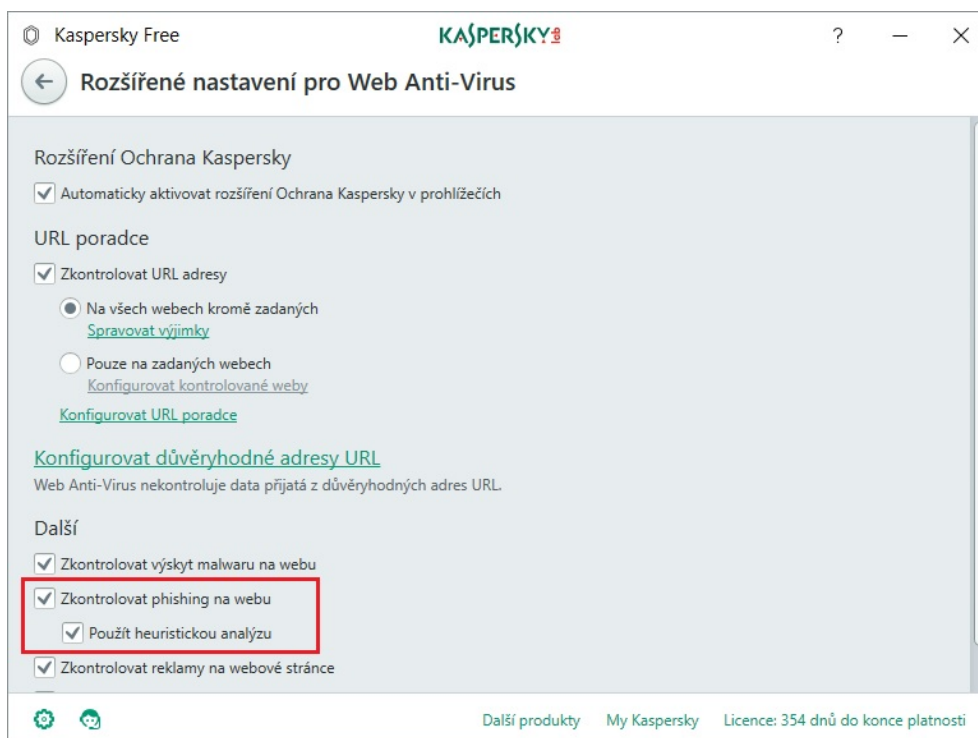 Kaspersky Free
KASPERSKY lab
?
Rozšířené nastavení pro Web Anti-Virus
Rozšíření Ochrana Kaspersky
Automaticky aktivovat rozšíření Ochrana Kaspersky v prohlížečích
URL poradce
Zkontrolovat URL adresy
Na všech webech kromě zadaných
Spravovat výjimky
Pouze na zadaných webech
Konfigurovat kontrolované weby
Konfigurovat URL poradce
Konfigurovat důvěryhodné adresy URL
Web Anti-Virus nekontroluje data přijatá z důvěryhodných adres URL.
Další
Zkontrolovat výskyt malwaru na webu
Zkontrolovat phishing na webu
Použít heuristickou analýzu
Zkontrolovat reklamy na webové stránce
Další produkty My Kaspersky Licence: 354 dnů do konce platnosti